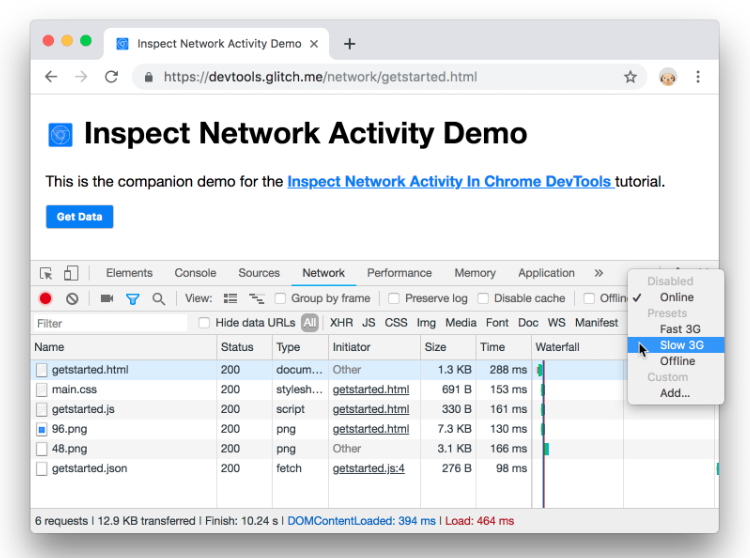 Inspect Network Activity Demo
https://devtools.glitch.me/network/getstarted.html
Inspect Network Activity Demo
This is the companion demo for the Inspect Network Activity In Chrome DevTools tutorial.
Get Data
Elements Console Sources Network Performance Memory Application
View: Group by frame Preserve log Disable cache
Disabled
Online
Presets
Fast 3G
Slow 3G
Offline
Custom
Add...
Filter Hide data URLs All XHR JS CSS Img Media Font Doc WS Manifest
Name Status Type Initiator Size Time Waterfall
getstarted.html 200 docum... Other 1.3 KB 288 ms
main.css 200 stylesh... getstarted.html 691 B 153 ms
getstarted.js 200 script getstarted.html 330 B 161 ms
96.png 200 png getstarted.html 7.3 KB 130 ms
48.png 200 png Other 3.1 KB 166 ms
getstarted.json 200 fetch getstarted.js:4 276 B 98 ms
6 requests | 12.9 KB transferred | Finish: 10.24 s | DOMContentLoaded: 394 ms | Load: 464 ms